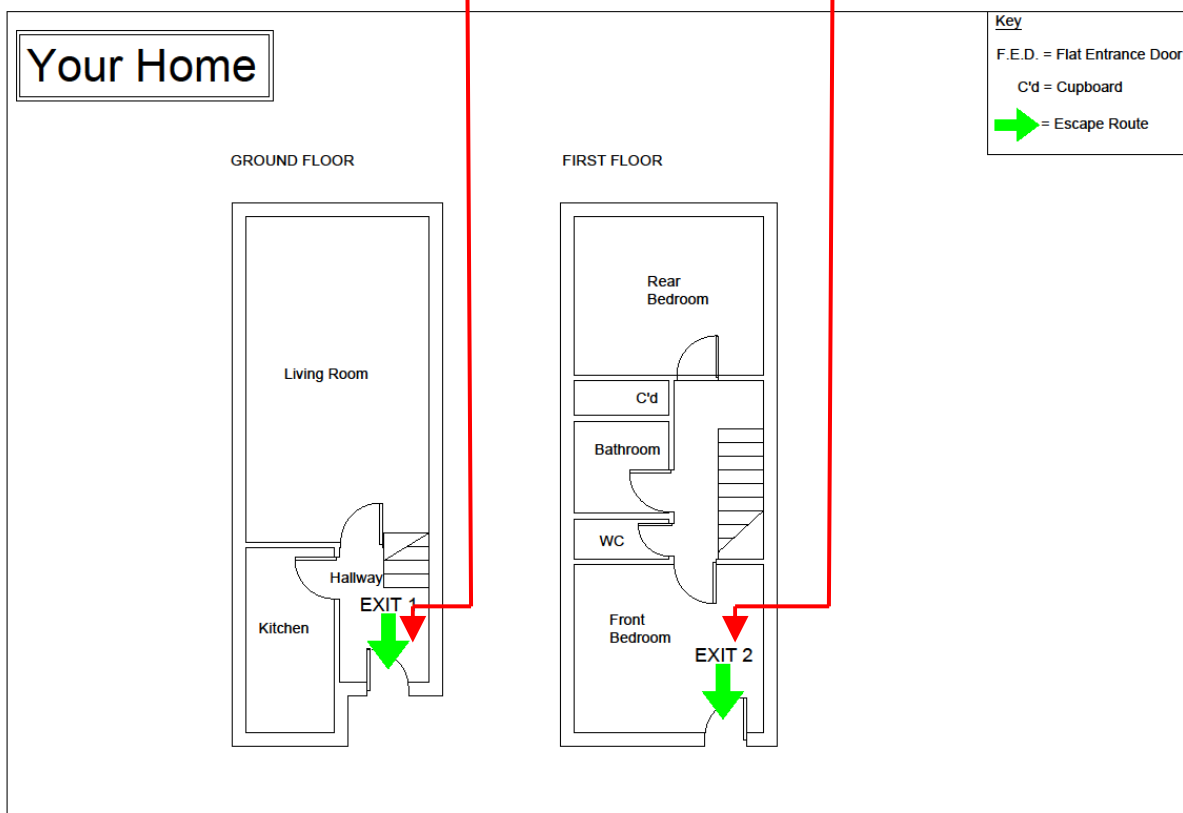 Your Home
Key
F.E.D. = Flat Entrance Door
C'd = Cupboard
= Escape Route
GROUND FLOOR
FIRST FLOOR
Living Room
Hallway
EXIT 1
Kitchen
Rear
Bedroom
C'd
Bathroom
WC
Front
Bedroom
EXIT 2